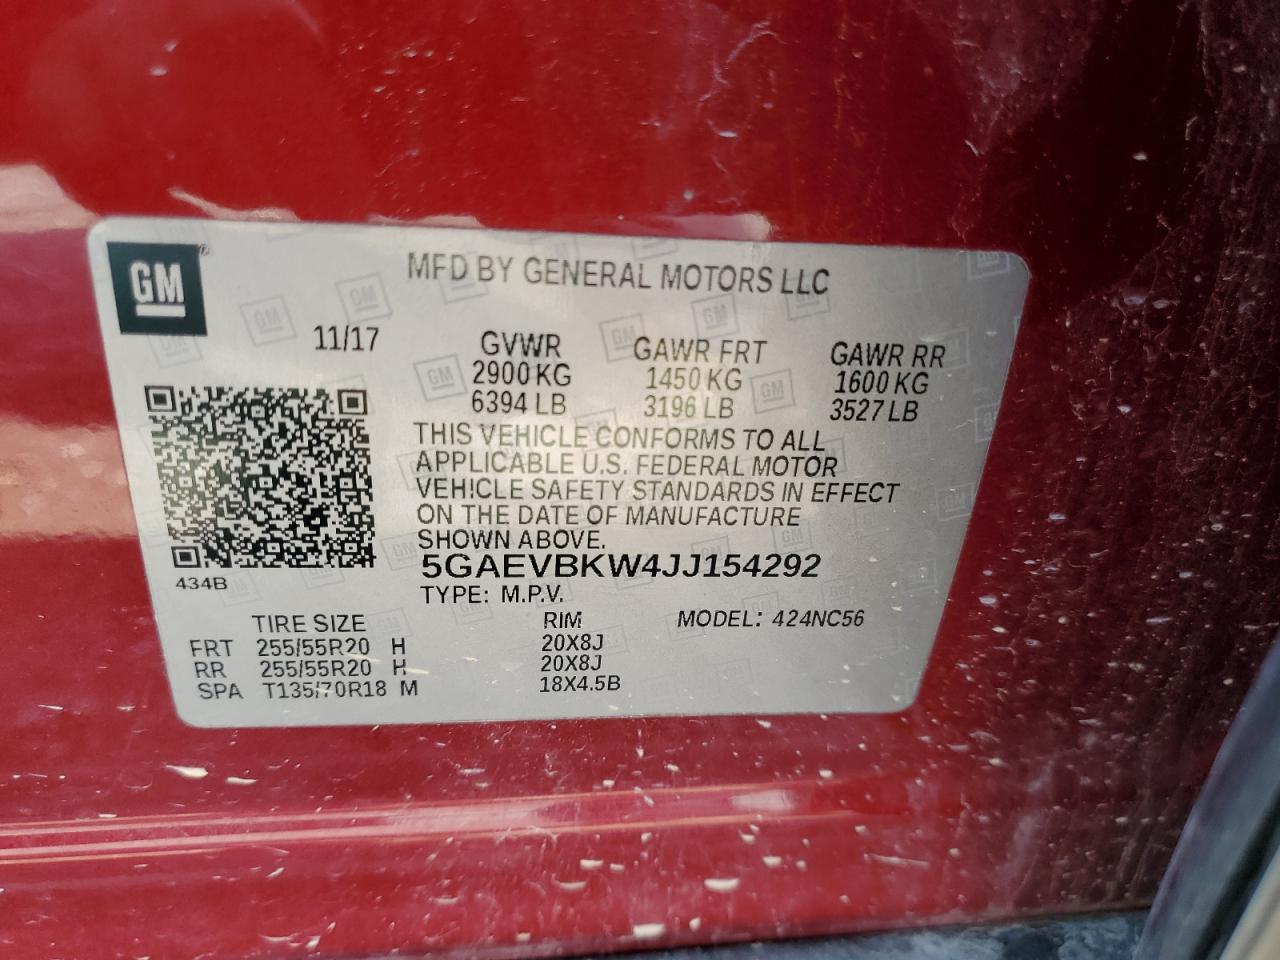 GM ®
MFD BY GENERAL MOTORS LLC
11/17 GVWR GAWR FRT GAWR RR
2900 KG 1450 KG 1600 KG
6394 LB 3196 LB 3527 LB
THIS VEHICLE CONFORMS TO ALL
APPLICABLE U.S. FEDERAL MOTOR
VEHICLE SAFETY STANDARDS IN EFFECT
ON THE DATE OF MANUFACTURE
SHOWN ABOVE.
5GAEVBKW4JJ154292
434B
TYPE: M.P.V.
TIRE SIZE RIM MODEL: 424NC56
FRT 255/55R20 H 20X8J
RR 255/55R20 H 20X8J
SPA T135/70R18 M 18X4.5B